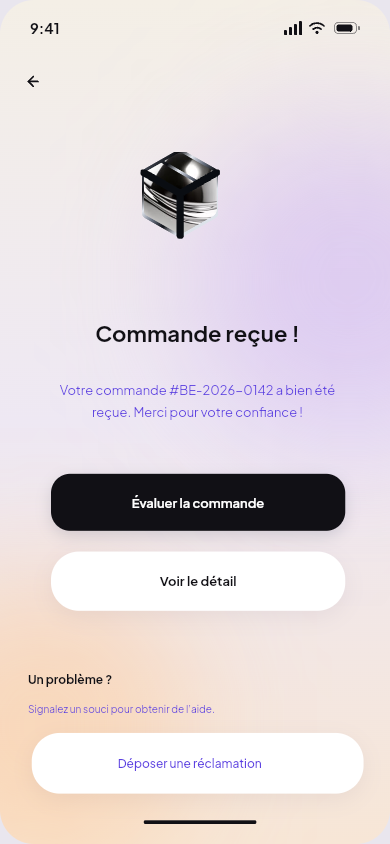 9:41
Commande reçue !
Votre commande #BE-2026-0142 a bien été
reçue. Merci pour votre confiance !
Évaluer la commande
Voir le détail
Un problème ?
Signalez un souci pour obtenir de l'aide.
Déposer une réclamation